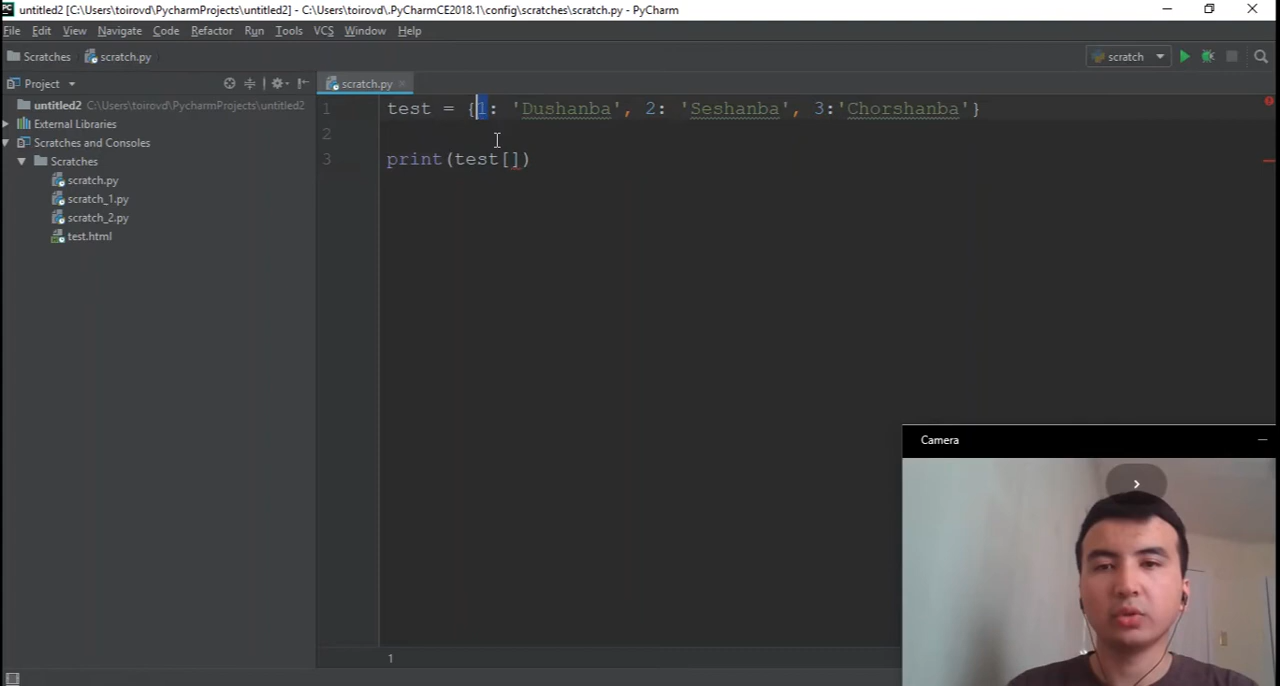 untitled2 [C:\Users\toirovd\PycharmProjects\untitled2] - C:\Users\toirovd\.PyCharmCE2018.1\config\scratches\scratch.py - PyCharm
File Edit View Navigate Code Refactor Run Tools VCS Window Help
Scratches scratch.py scratch
Project scratch.py
untitled2 C:\Users\toirovd\PycharmProjects\untitled2
External Libraries
Scratches and Consoles
Scratches
scratch.py
scratch_1.py
scratch_2.py
test.html
1 test = {1: 'Dushanba', 2: 'Seshanba', 3:'Chorshanba'}
2
3 print(test[])
1
Camera